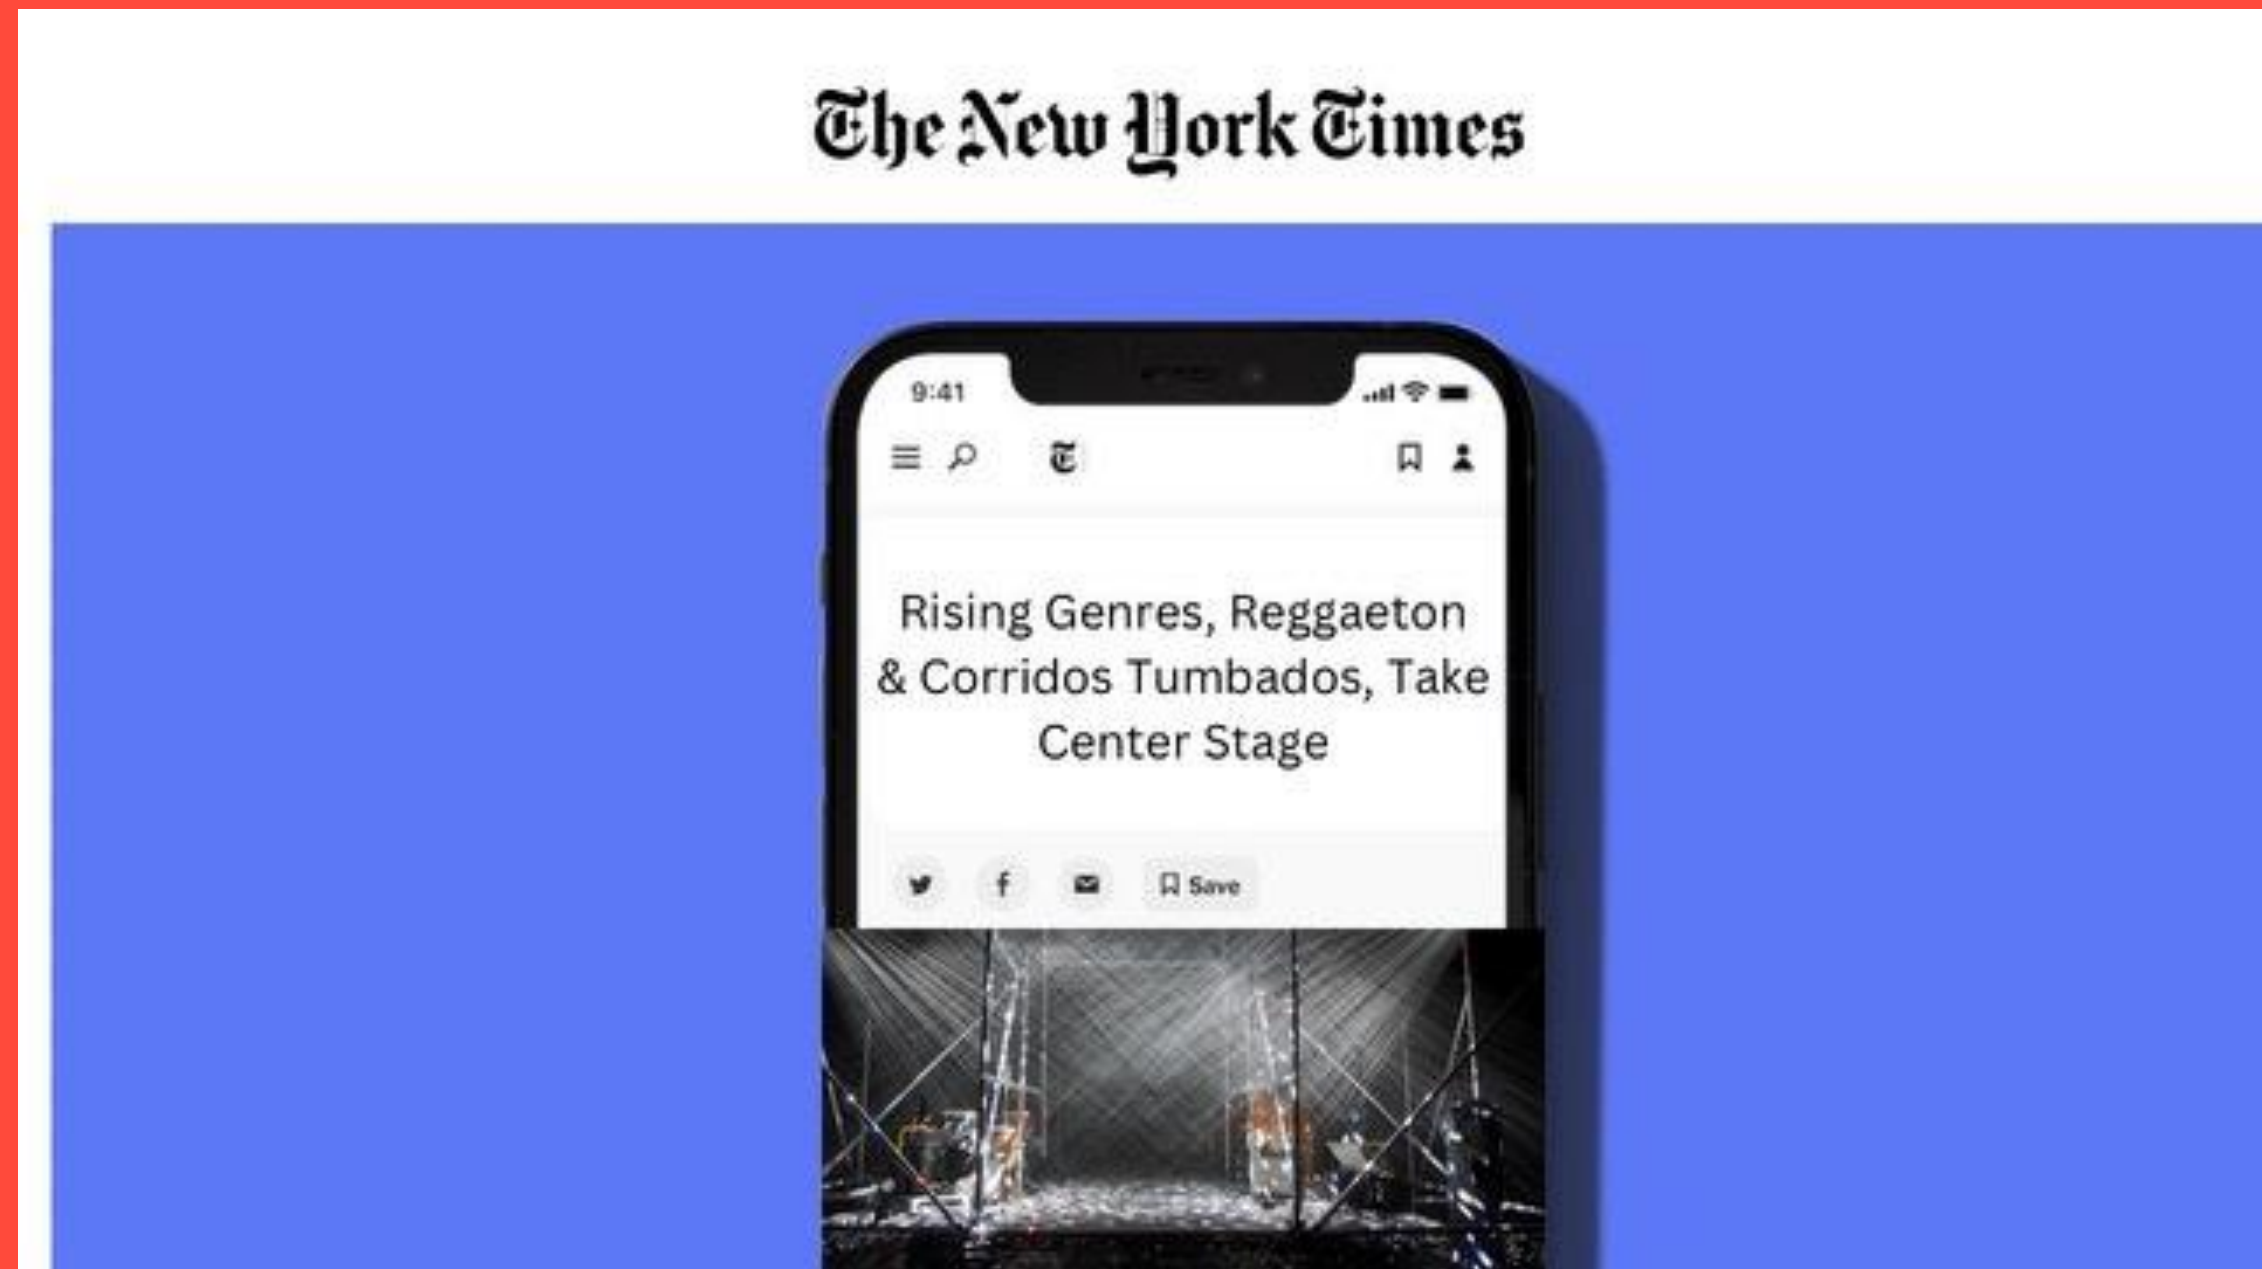 The New York Times
9:41
T
Rising Genres, Reggaeton
& Corridos Tumbados, Take
Center Stage
f
Save